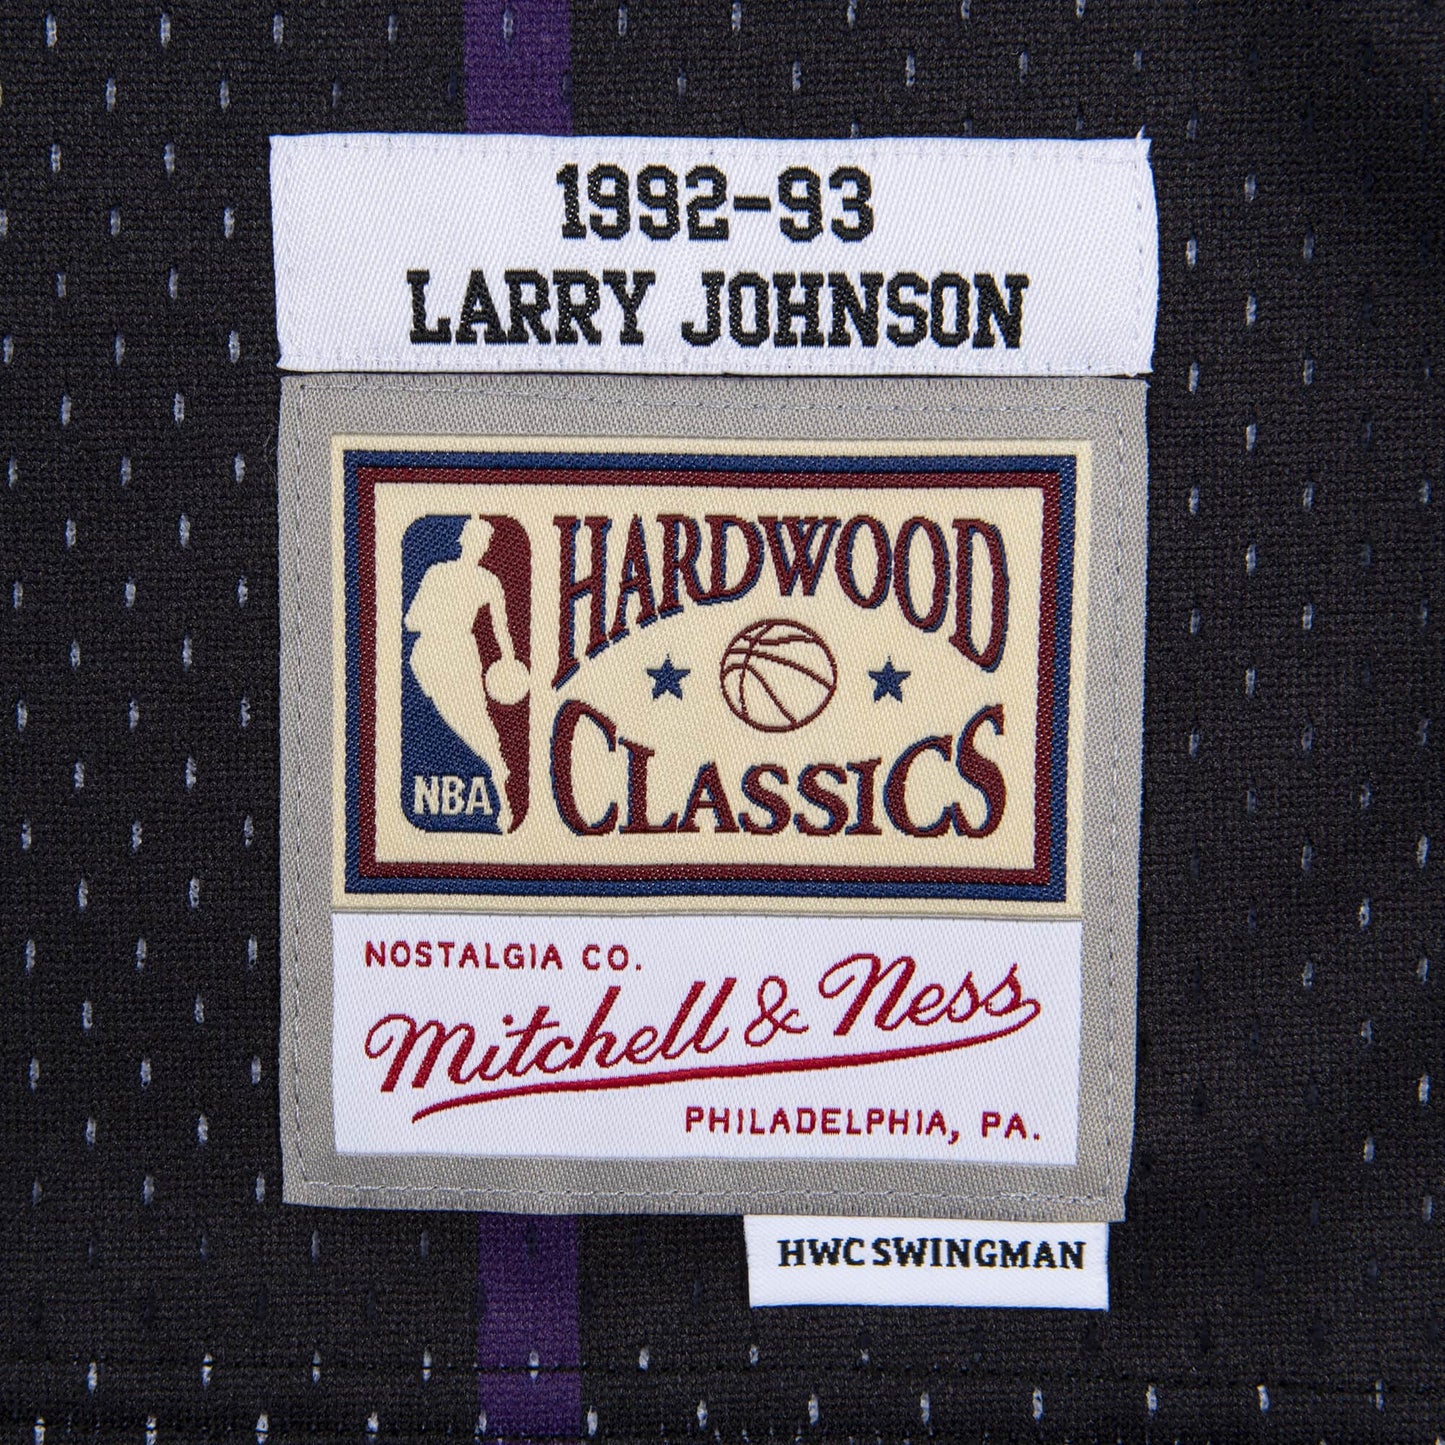 1992-93
LARRY JOHNSON
HARDWOOD
CLASSICS
NBA
NOSTALGIA CO.
Mitchell & Ness
PHILADELPHIA, PA.
HWC SWINGMAN